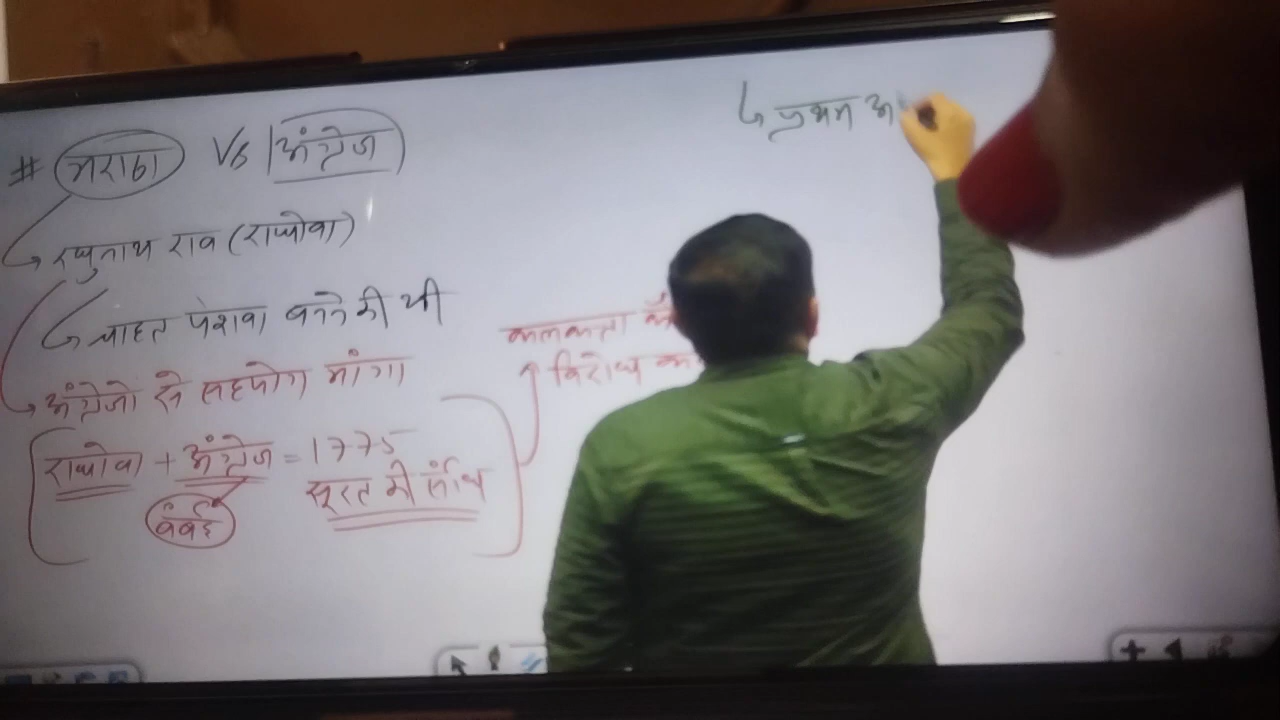 # मराठा Vs अंग्रेज
रघुनाथ राव (राघोवा)
चाहत पेशवा बनने की थी
अंग्रेजो से सहयोग मांगा
राघोवा + अंग्रेज = 1775
बंबई
सूरत की संधि
कलकत्ता
विरोध
प्रथम